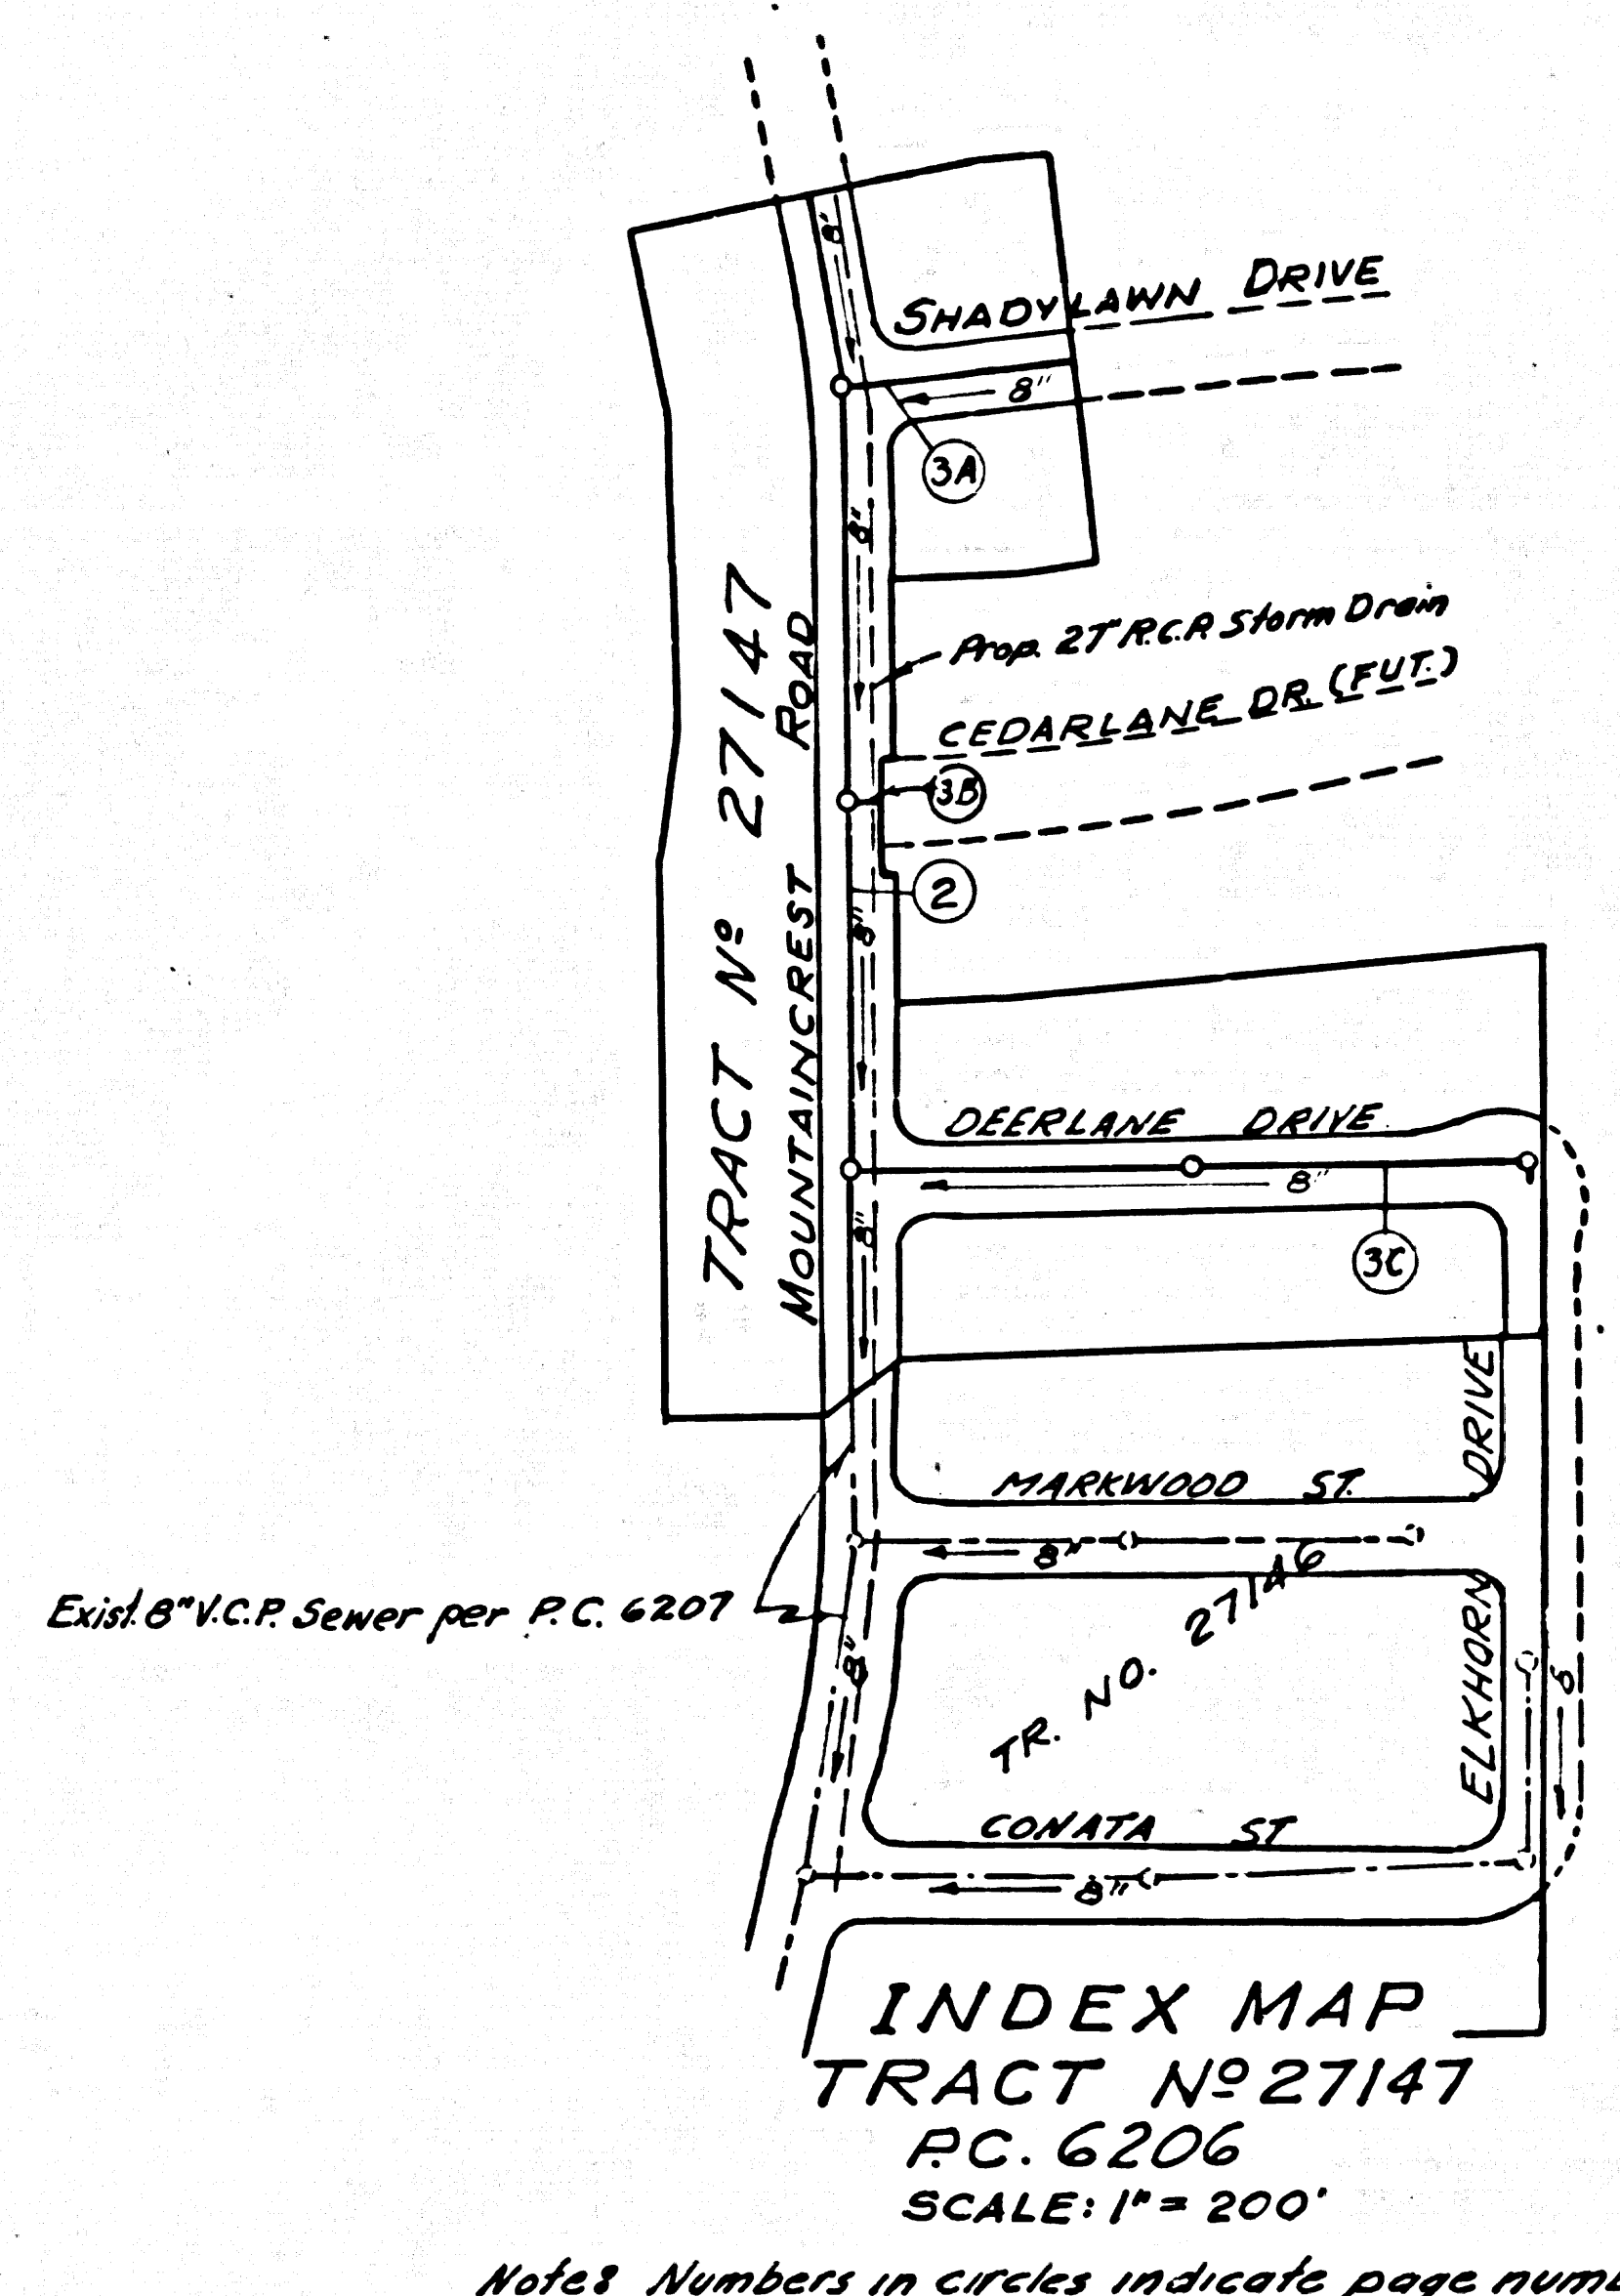 8'
SHADYLAWN DRIVE
8"
3A
8"
Prop. 27" R.C.P. Storm Drain
CEDARLANE DR. (FUT.)
3B
2
8"
TRACT Nº 27147
MOUNTAINCREST ROAD
DEERLANE DRIVE
8"
8"
3C
MARKWOOD ST.
8"
ELKHORN DRIVE
Exist. 8" V.C.P. Sewer per P.C. 6207
8"
TR. NO. 27146
8
CONATA ST
8"
INDEX MAP
TRACT Nº 27147
P.C. 6206
SCALE: 1" = 200'
Note: Numbers in circles indicate page